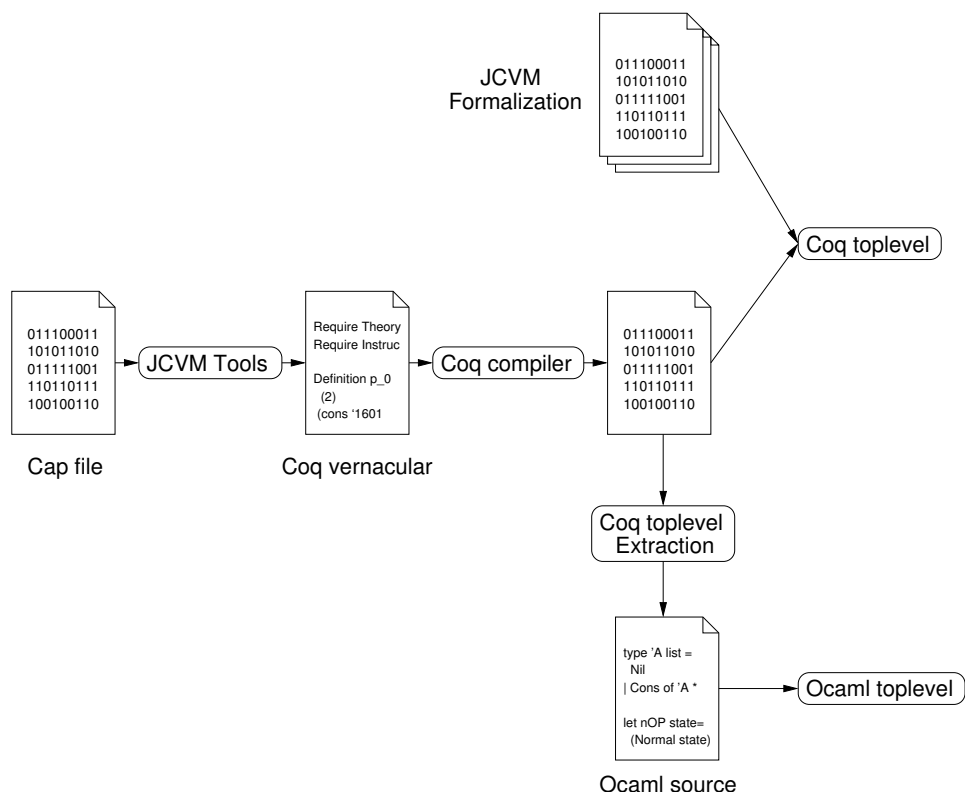 JCVM
Formalization
011100011
101011010
011111001
110110111
100100110
Coq toplevel
011100011
101011010
011111001
110110111
100100110
Cap file
JCVM Tools
Require Theory
Require Instruc
Definition p_0
(2)
(cons ‘1601
Coq vernacular
Coq compiler
011100011
101011010
011111001
110110111
100100110
Coq toplevel
Extraction
type ’A list =
Nil
| Cons of ’A *
let nOP state=
(Normal state)
Ocaml source
Ocaml toplevel